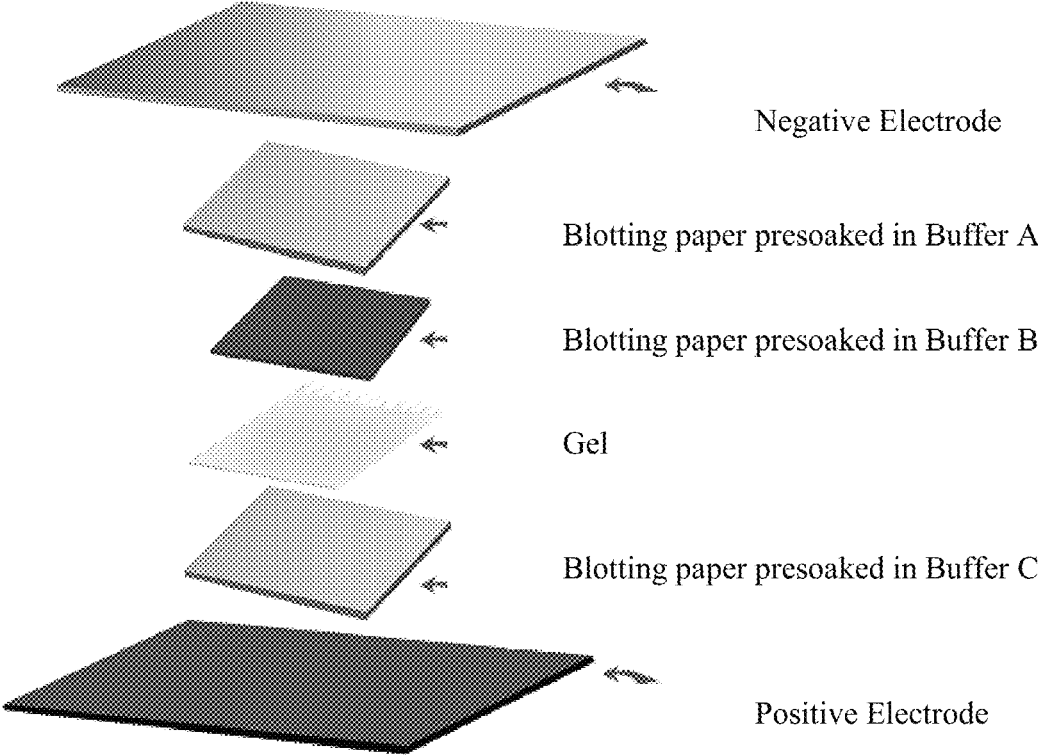 Negative Electrode
Blotting paper presoaked in Buffer A
Blotting paper presoaked in Buffer B
Gel
Blotting paper presoaked in Buffer C
Positive Electrode